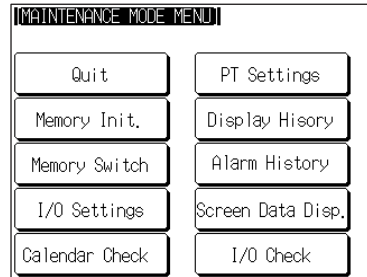 [MAINTENANCE MODE MENU]
Quit
PT Settings
Memory Init.
Display Hisory
Memory Switch
Alarm History
I/O Settings
Screen Data Disp.
Calendar Check
I/O Check